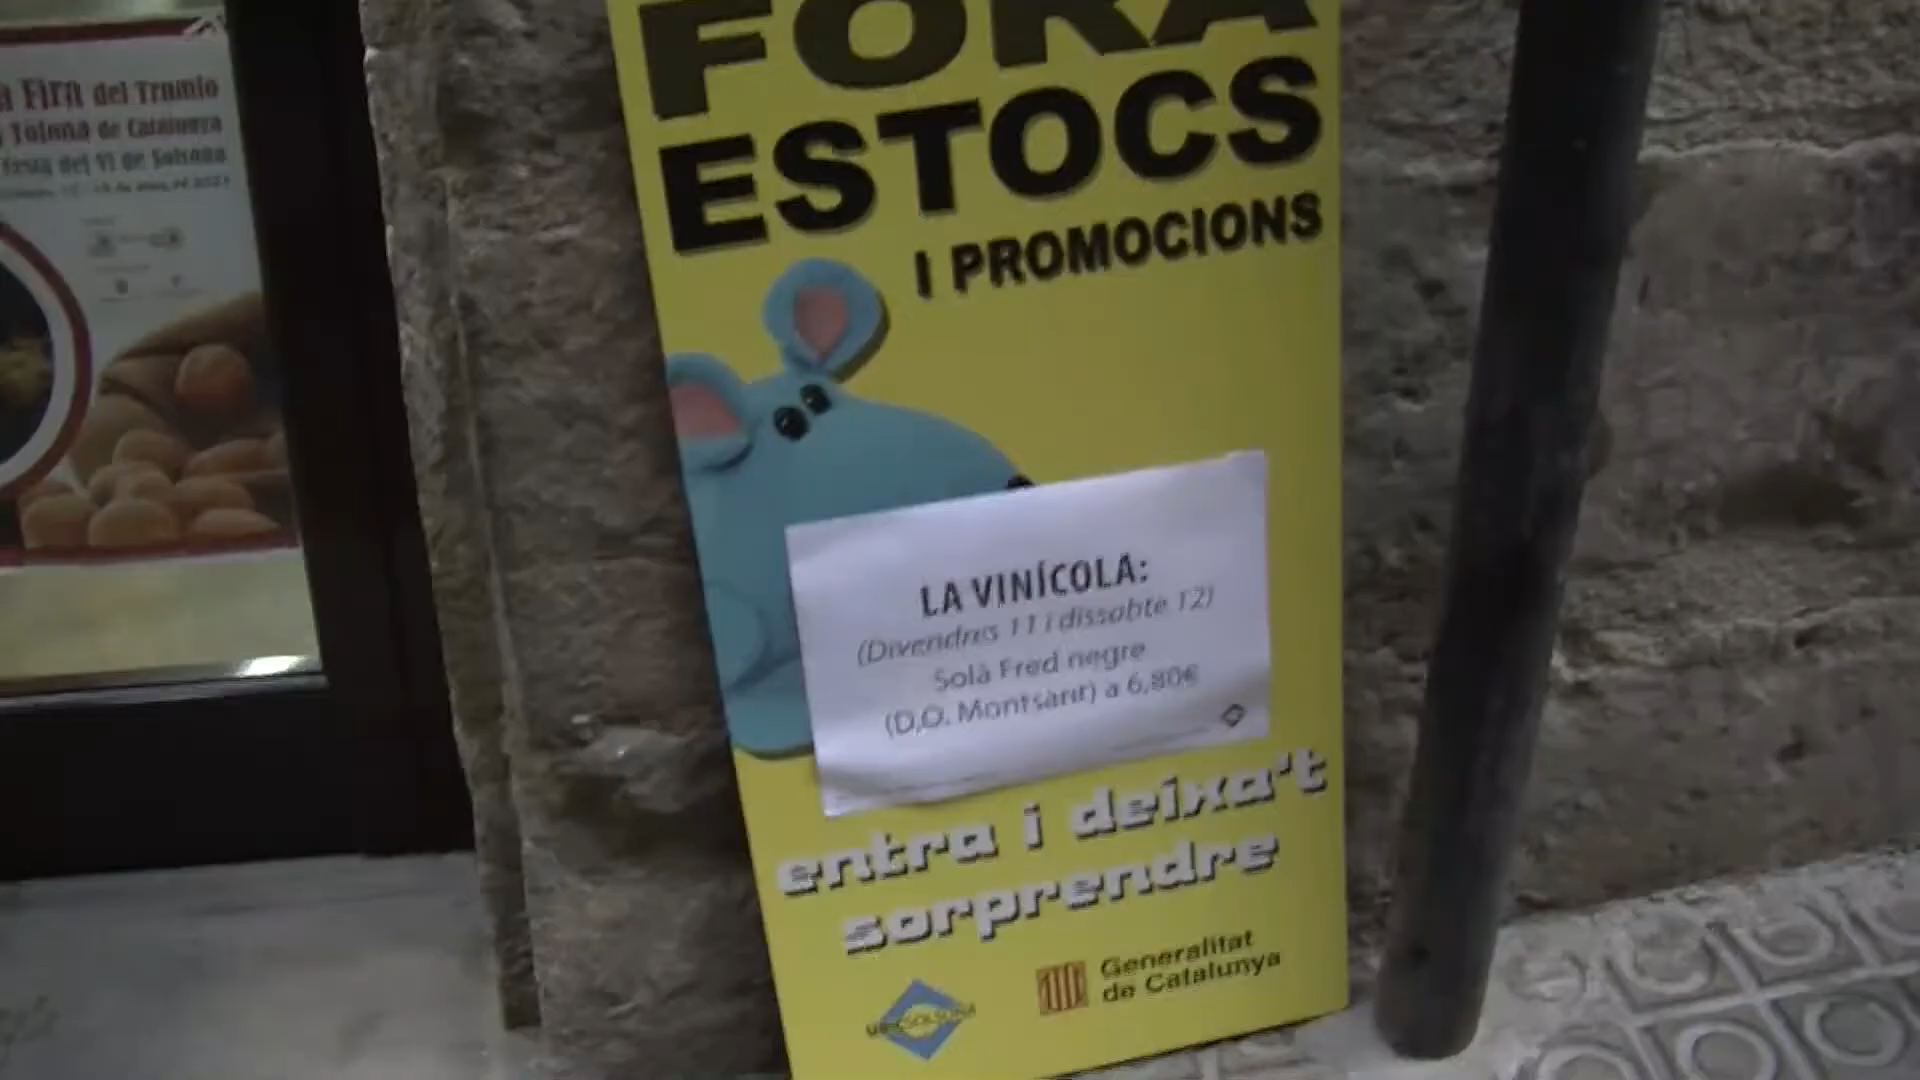 Fira del Trumfo
Tòfona de Catalunya
Festa del Vi de Solsona
FORA
ESTOCS
I PROMOCIONS
LA VINÍCOLA:
(Divendres 11 i dissabte 12)
Solà Fred negre
(D.O. Montsant) a 6,80€
entra i deixa't
sorprendre
Generalitat
de Catalunya